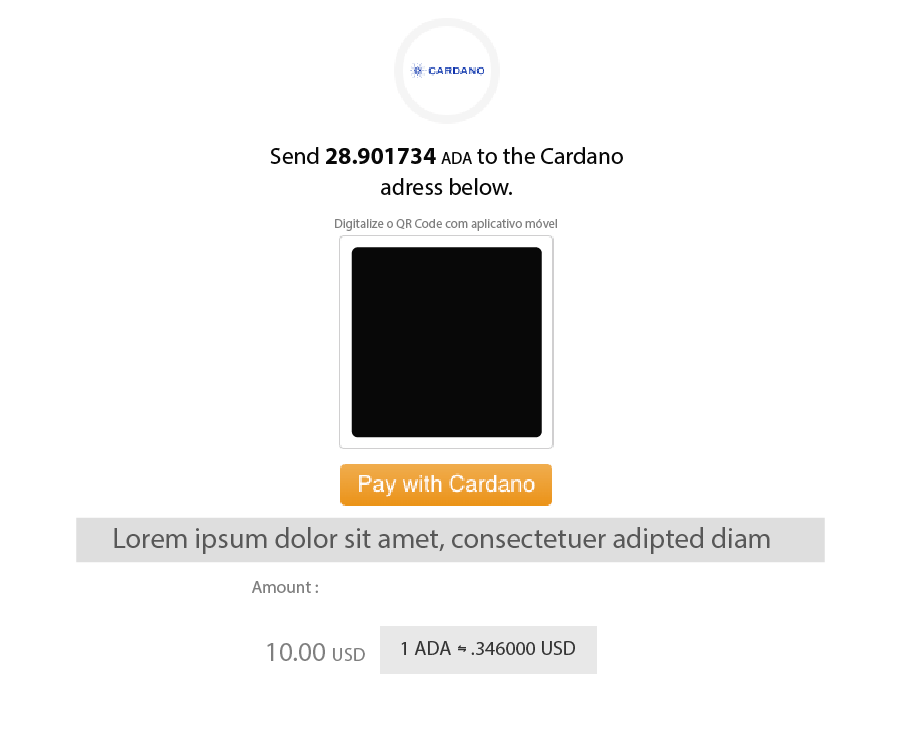 CARDANO
Send 28.901734 ADA to the Cardano
adress below.
Digitalize o QR Code com aplicativo móvel
Pay with Cardano
Lorem ipsum dolor sit amet, consectetuer adipted diam
Amount :
10.00 USD
1 ADA ⇋ .346000 USD